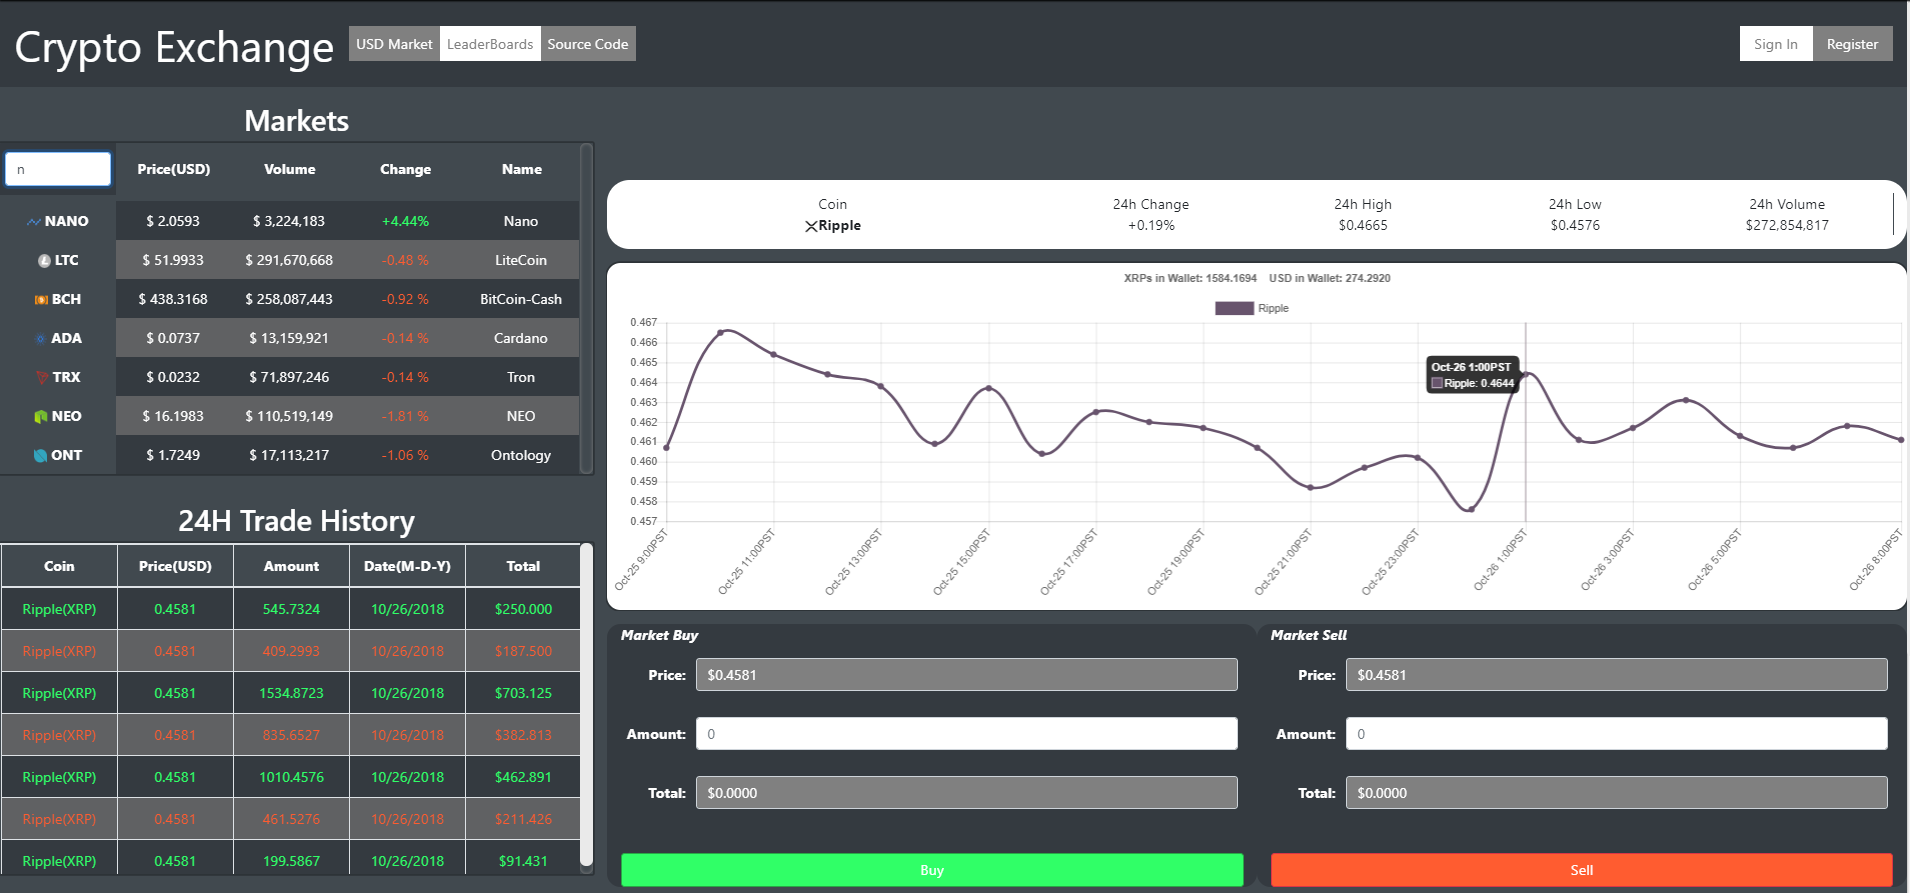 Crypto Exchange USD Market LeaderBoards Source Code Sign In Register
Markets
n Price(USD) Volume Change Name
NANO $ 2.0593 $ 3,224,183 +4.44% Nano
LTC $ 51.9933 $ 291,670,668 -0.48 % LiteCoin
BCH $ 438.3168 $ 258,087,443 -0.92 % BitCoin-Cash
ADA $ 0.0737 $ 13,159,921 -0.14 % Cardano
TRX $ 0.0232 $ 71,897,246 -0.14 % Tron
NEO $ 16.1983 $ 110,519,149 -1.81 % NEO
ONT $ 1.7249 $ 17,113,217 -1.06 % Ontology
24H Trade History
Coin Price(USD) Amount Date(M-D-Y) Total
Ripple(XRP) 0.4581 545.7324 10/26/2018 $250.000
Ripple(XRP) 0.4581 409.2993 10/26/2018 $187.500
Ripple(XRP) 0.4581 1534.8723 10/26/2018 $703.125
Ripple(XRP) 0.4581 835.6527 10/26/2018 $382.813
Ripple(XRP) 0.4581 1010.4576 10/26/2018 $462.891
Ripple(XRP) 0.4581 461.5276 10/26/2018 $211.426
Ripple(XRP) 0.4581 199.5867 10/26/2018 $91.431
Coin 24h Change 24h High 24h Low 24h Volume
Ripple +0.19% $0.4665 $0.4576 $272,854,817
XRPs in Wallet: 1584.1694 USD in Wallet: 274.2920
Ripple
0.467
0.466
0.465
0.464
0.463
0.462
0.461
0.460
0.459
0.458
0.457
Oct-26 1:00PST
Ripple: 0.4644
Oct-25 9:00PST Oct-25 11:00PST Oct-25 13:00PST Oct-25 15:00PST Oct-25 17:00PST Oct-25 19:00PST Oct-25 21:00PST Oct-25 23:00PST Oct-26 1:00PST Oct-26 3:00PST Oct-26 5:00PST Oct-26 8:00PST
Market Buy
Price: $0.4581
Amount: 0
Total: $0.0000
Buy
Market Sell
Price: $0.4581
Amount: 0
Total: $0.0000
Sell